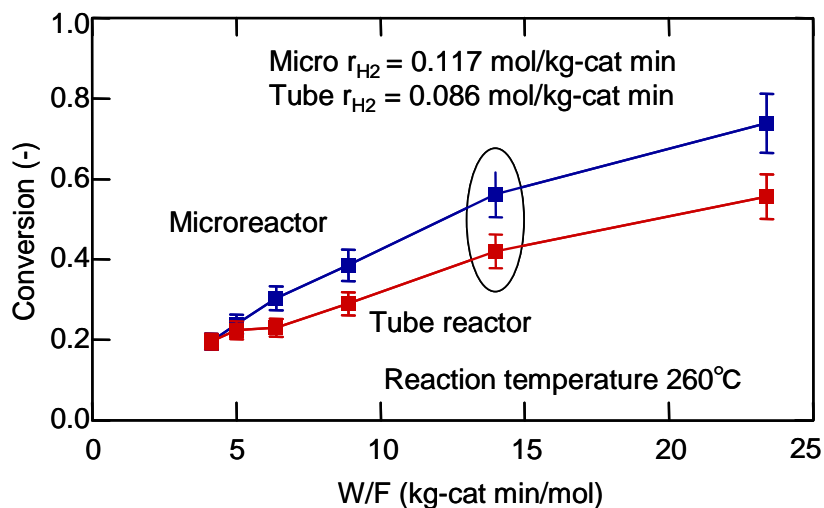 1.0
0.8
0.6
0.4
0.2
0.0
Conversion (-)
Micro rH2 = 0.117 mol/kg-cat min
Tube rH2 = 0.086 mol/kg-cat min
Microreactor
Tube reactor
Reaction temperature 260℃
0 5 10 15 20 25
W/F (kg-cat min/mol)